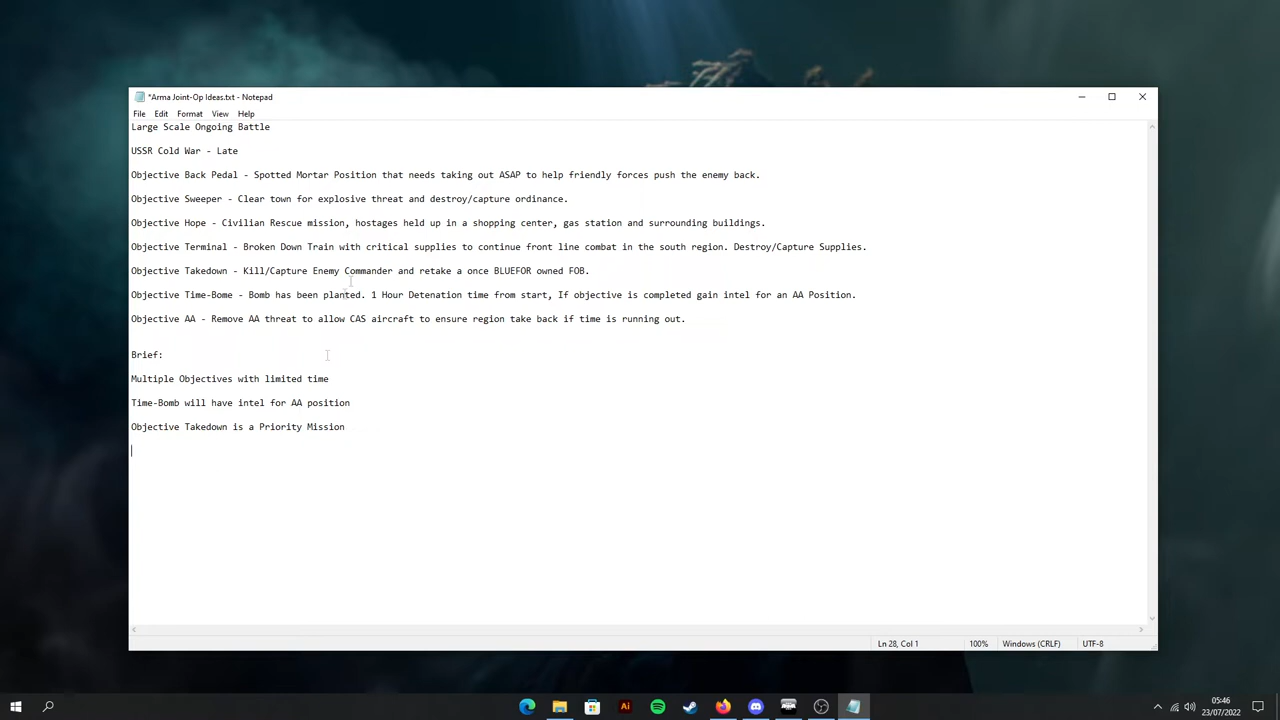 *Arma Joint-Op Ideas.txt - Notepad
File Edit Format View Help
Large Scale Ongoing Battle
USSR Cold War - Late
Objective Back Pedal - Spotted Mortar Position that needs taking out ASAP to help friendly forces push the enemy back.
Objective Sweeper - Clear town for explosive threat and destroy/capture ordinance.
Objective Hope - Civilian Rescue mission, hostages held up in a shopping center, gas station and surrounding buildings.
Objective Terminal - Broken Down Train with critical supplies to continue front line combat in the south region. Destroy/Capture Supplies.
Objective Takedown - Kill/Capture Enemy Commander and retake a once BLUEFOR owned FOB.
Objective Time-Bome - Bomb has been planted. 1 Hour Detenation time from start, If objective is completed gain intel for an AA Position.
Objective AA - Remove AA threat to allow CAS aircraft to ensure region take back if time is running out.
Brief:
Multiple Objectives with limited time
Time-Bomb will have intel for AA position
Objective Takedown is a Priority Mission
Ln 28, Col 1 100% Windows (CRLF) UTF-8
Ai
05:46
23/07/2022